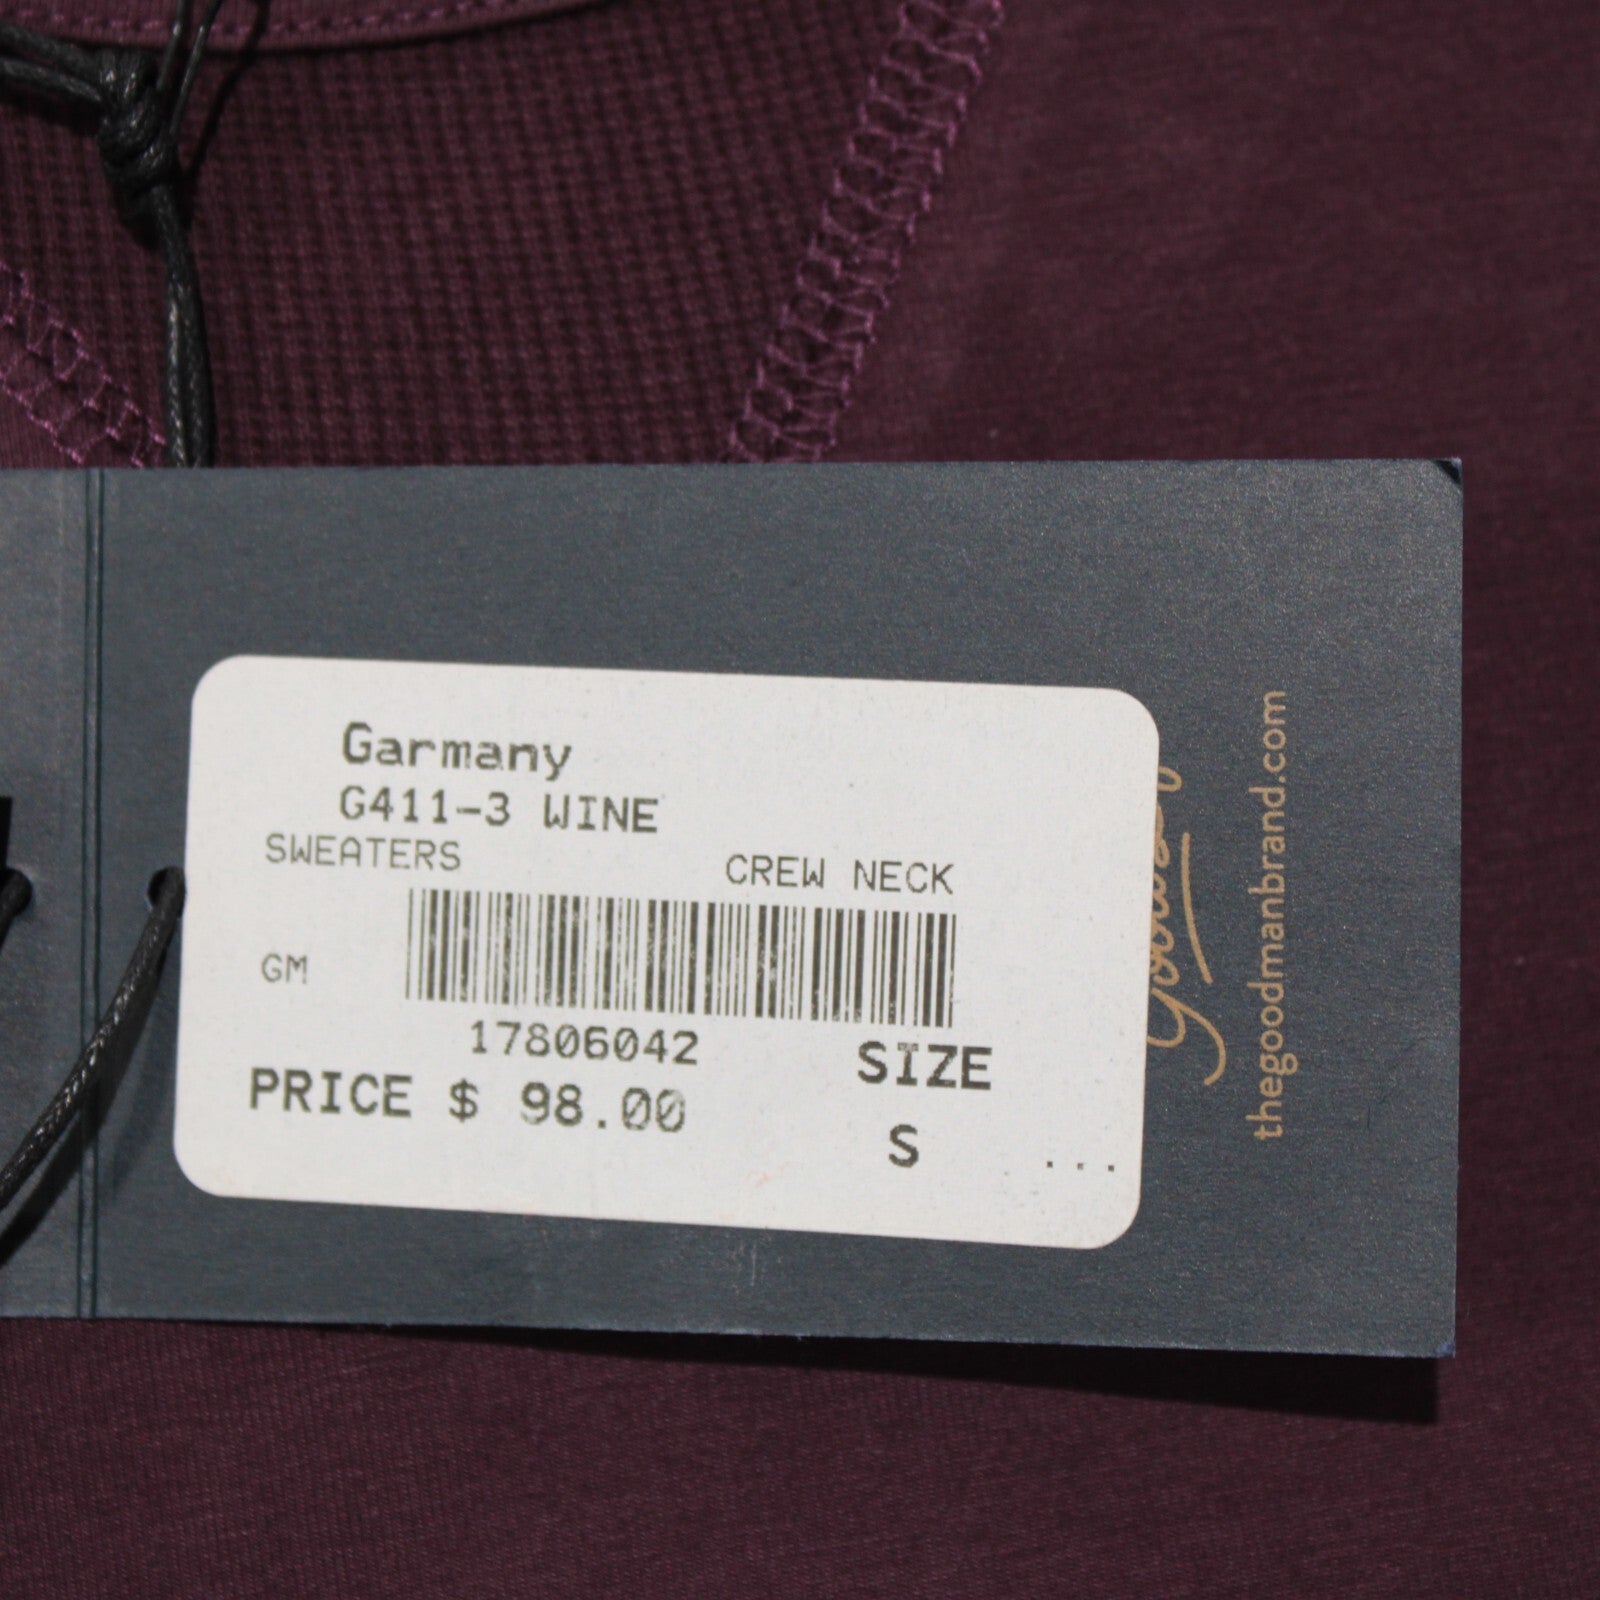 Garmany
G411-3 WINE
SWEATERS CREW NECK
GM
17806042
PRICE $ 98.00
SIZE
S
...
thegoodmanbrand.com